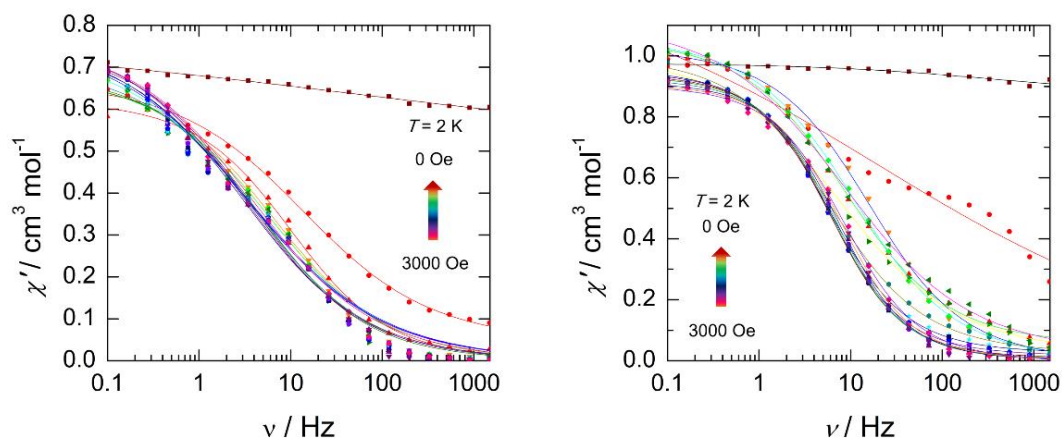 0.8
0.7
0.6
0.5
0.4
0.3
0.2
0.1
0.0
χ′/ cm³ mol⁻¹
T = 2 K
0 Oe
3000 Oe
0.1 1 10 100 1000
ν / Hz
1.0
0.8
0.6
0.4
0.2
0.0
χ′/ cm³ mol⁻¹
T = 2 K
0 Oe
3000 Oe
0.1 1 10 100 1000
ν / Hz